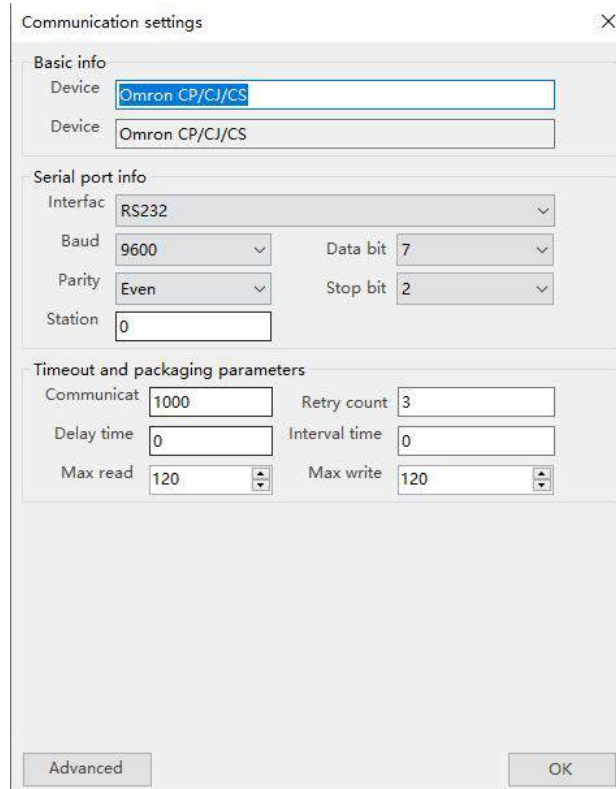 Communication settings
Basic info
Device Omron CP/CJ/CS
Device Omron CP/CJ/CS
Serial port info
Interfac RS232
Baud 9600 Data bit 7
Parity Even Stop bit 2
Station 0
Timeout and packaging parameters
Communicat 1000 Retry count 3
Delay time 0 Interval time 0
Max read 120 Max write 120
Advanced OK